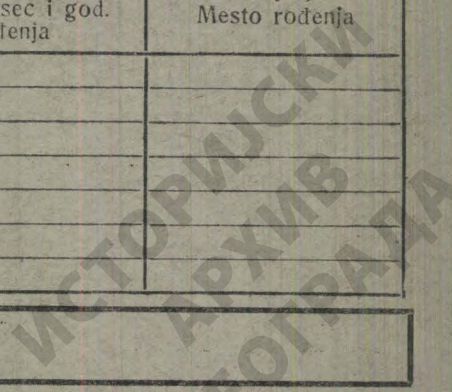 sec i god.
đenja
Mesto rođenja
ИСТОРИЈСКИ
АРХИВ
БЕОГРАДА